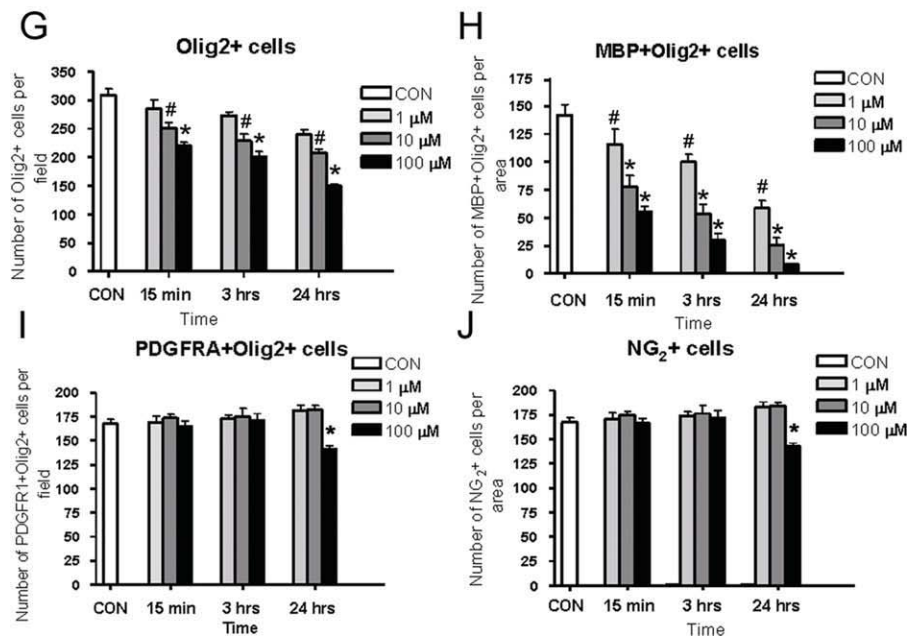 G
Olig2+ cells
Number of Olig2+ cells per
field
350
300
250
200
150
100
50
0
CON
1 µM
10 µM
100 µM
#
*
#
*
#
*
CON 15 min 3 hrs 24 hrs
Time
H
MBP+Olig2+ cells
Number of MBP+Olig2+ cells per
area
175
150
125
100
75
50
25
0
CON
1 µM
10 µM
100 µM
#
*
*
#
*
*
#
*
*
CON 15 min 3 hrs 24 hrs
Time
I
PDGFRA+Olig2+ cells
Number of PDGFR1+Olig2+ cells per
field
200
175
150
125
100
75
50
25
0
CON
1 µM
10 µM
100 µM
*
CON 15 min 3 hrs 24 hrs
Time
J
NG₂+ cells
Number of NG₂+ cells per
area
200
175
150
125
100
75
50
25
0
CON
1 µM
10 µM
100 µM
*
CON 15 min 3 hrs 24 hrs
Time